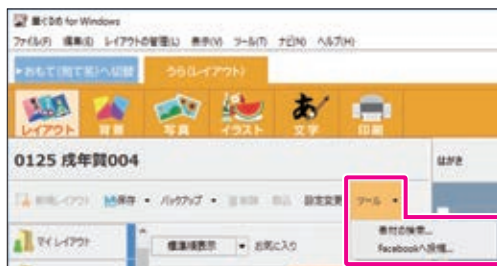 筆ぐるめ for Windows
ファイル(F) 編集(E) レイアウトの管理(L) 表示(V) ツール(T) ナビ(N) ヘルプ(H)
おもて(宛て名)へ切替 うら(レイアウト)
レイアウト 背景 写真 イラスト 文字 印刷
0125 戌年賀004 はがき
新規レイアウト 保存 バックアップ 設定変更 ツール
素材の検索...
Facebookへ投稿...
マイレイアウト 標準順表示 お気に入り